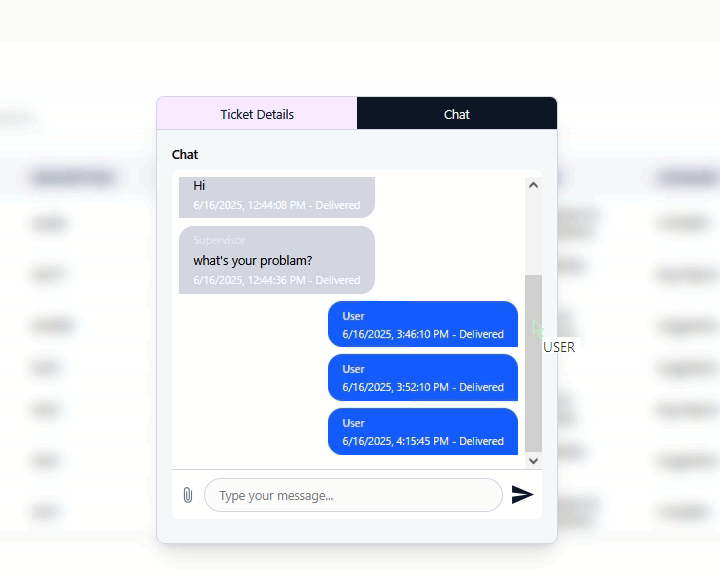 Ticket Details
Chat
Chat
Hi
6/16/2025, 12:44:08 PM - Delivered
Supervisor
what's your problam?
6/16/2025, 12:44:36 PM - Delivered
User
6/16/2025, 3:46:10 PM - Delivered
USER
User
6/16/2025, 3:52:10 PM - Delivered
User
6/16/2025, 4:15:45 PM - Delivered
Type your message...